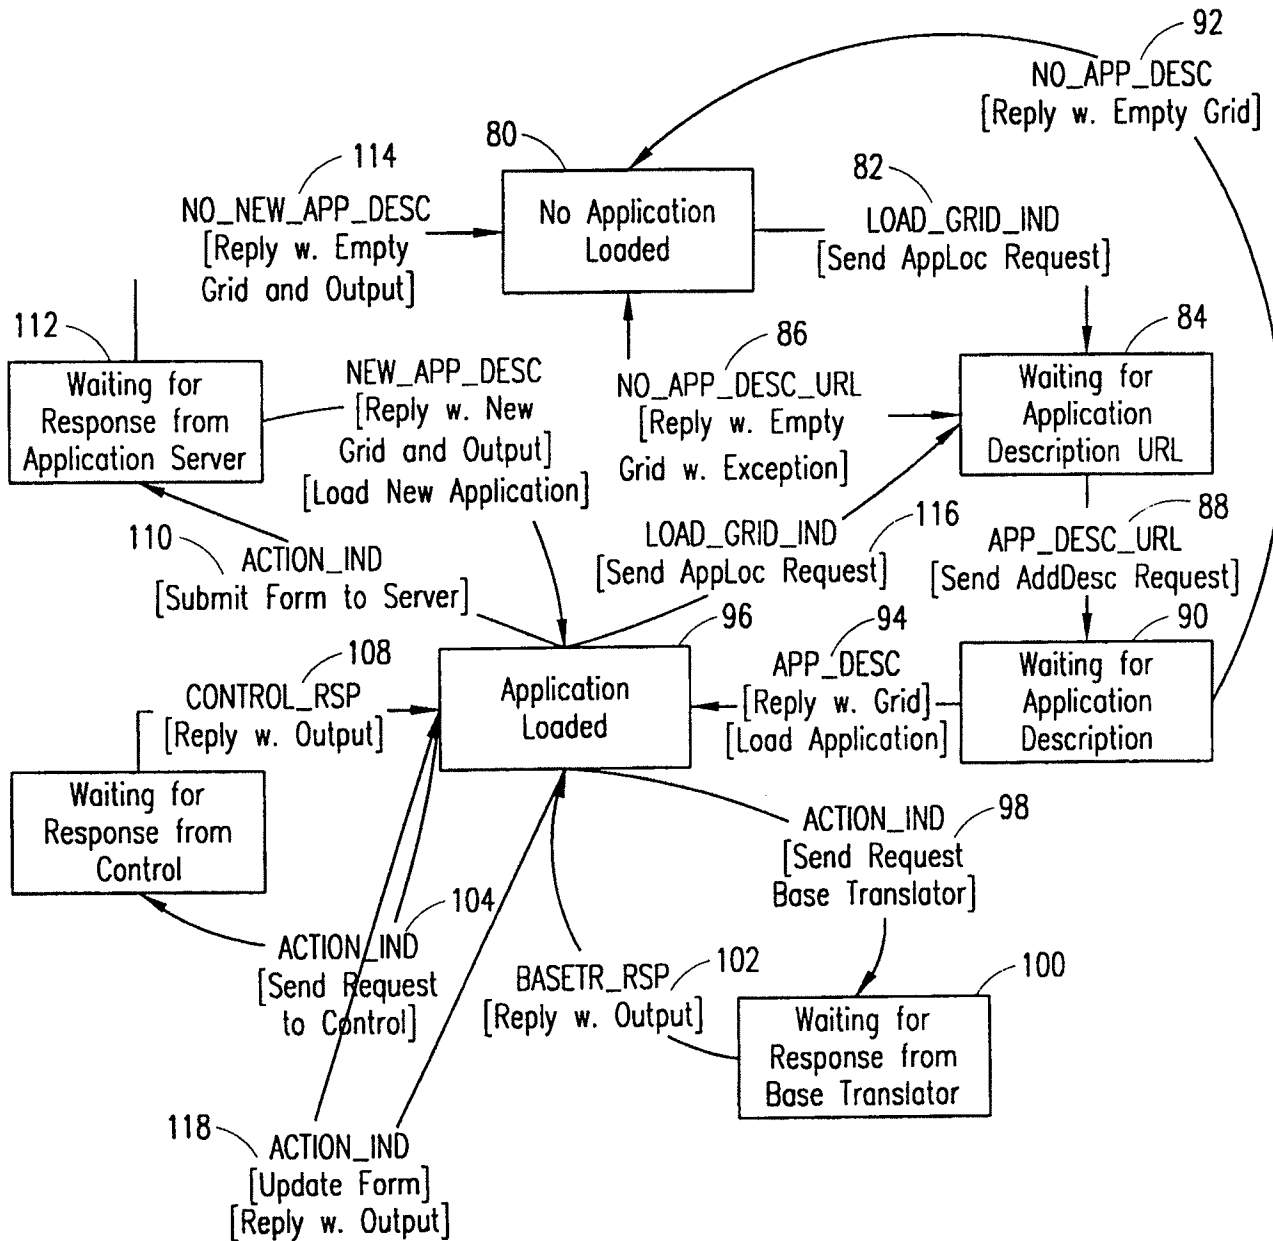 92
NO_APP_DESC
[Reply w. Empty Grid]
80
No Application
Loaded
114
NO_NEW_APP_DESC
[Reply w. Empty
Grid and Output]
82
LOAD_GRID_IND
[Send AppLoc Request]
112
Waiting for
Response from
Application Server
NEW_APP_DESC
[Reply w. New
Grid and Output]
[Load New Application]
86
NO_APP_DESC_URL
[Reply w. Empty
Grid w. Exception]
84
Waiting for
Application
Description URL
110
ACTION_IND
[Submit Form to Server]
LOAD_GRID_IND
[Send AppLoc Request]
116
88
APP_DESC_URL
[Send AddDesc Request]
108
CONTROL_RSP
[Reply w. Output]
96
Application
Loaded
94
APP_DESC
[Reply w. Grid]
[Load Application]
90
Waiting for
Application
Description
Waiting for
Response from
Control
ACTION_IND
[Send Request
Base Translator]
98
104
ACTION_IND
[Send Request
to Control]
102
BASETR_RSP
[Reply w. Output]
100
Waiting for
Response from
Base Translator
118
ACTION_IND
[Update Form]
[Reply w. Output]